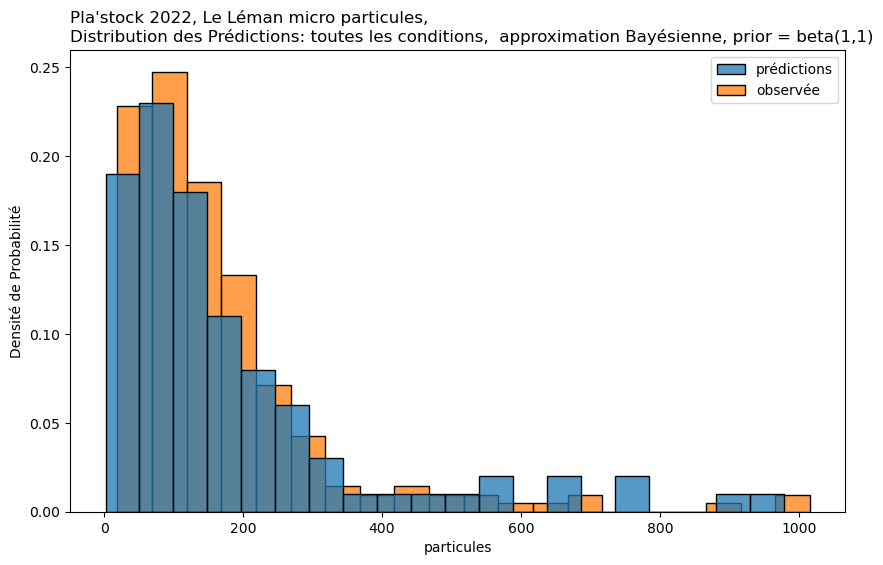 Pla'stock 2022, Le Léman micro particules,
Distribution des Prédictions: toutes les conditions,  approximation Bayésienne, prior = beta(1,1)
prédictions
observée
Densité de Probabilité
0.25
0.20
0.15
0.10
0.05
0.00
0 200 400 600 800 1000
particules